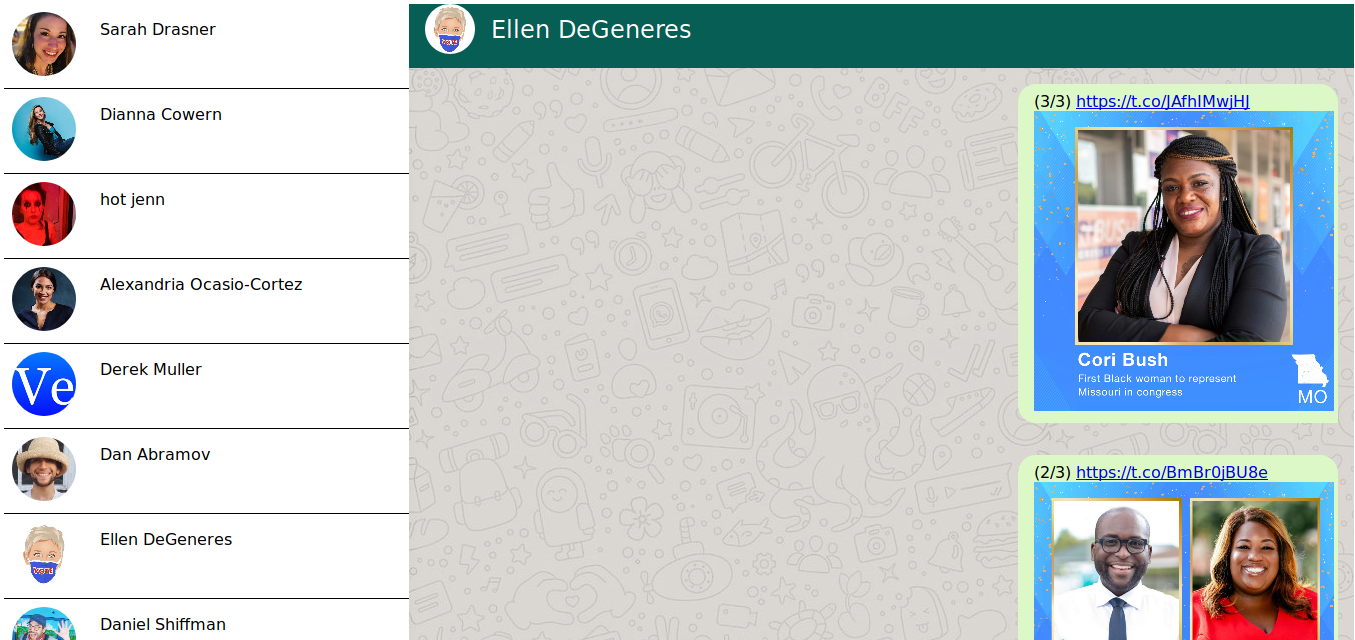 Sarah Drasner
Dianna Cowern
hot jenn
Alexandria Ocasio-Cortez
Ve
Derek Muller
Dan Abramov
VOTE
Ellen DeGeneres
Daniel Shiffman
Ellen DeGeneres
(3/3) https://t.co/JAfhIMwjHJ
Cori Bush
First Black woman to represent
Missouri in congress
MO
(2/3) https://t.co/BmBr0jBU8e